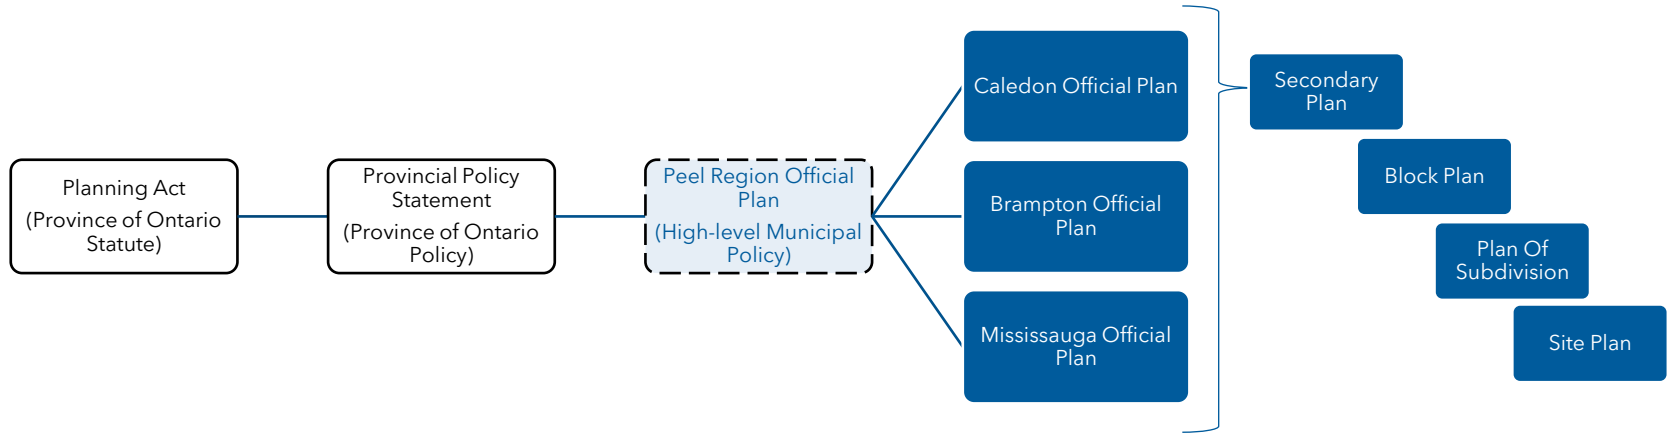 Planning Act
(Province of Ontario
Statute)
Provincial Policy
Statement
(Province of Ontario
Policy)
Peel Region Official
Plan
(High-level Municipal
Policy)
Caledon Official Plan
Brampton Official
Plan
Mississauga Official
Plan
Secondary
Plan
Block Plan
Plan Of
Subdivision
Site Plan